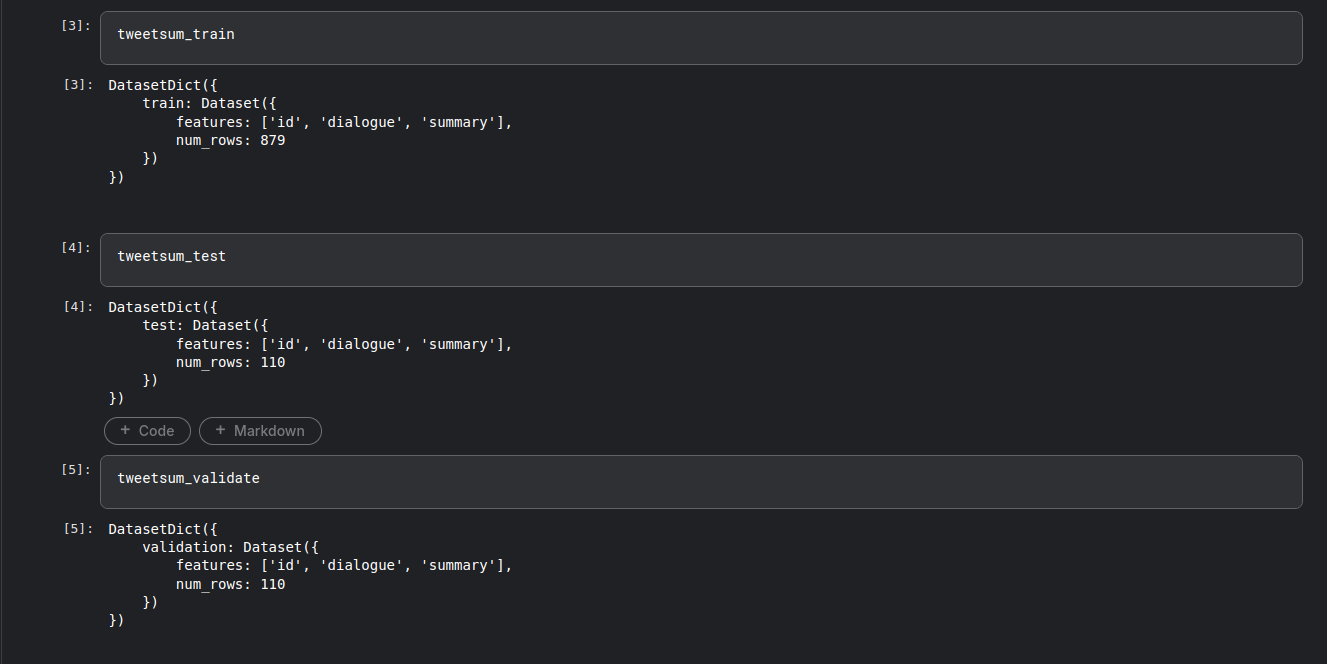 [3]: tweetsum_train
[3]: DatasetDict({
    train: Dataset({
        features: ['id', 'dialogue', 'summary'],
        num_rows: 879
    })
})
[4]: tweetsum_test
[4]: DatasetDict({
    test: Dataset({
        features: ['id', 'dialogue', 'summary'],
        num_rows: 110
    })
})
+ Code + Markdown
[5]: tweetsum_validate
[5]: DatasetDict({
    validation: Dataset({
        features: ['id', 'dialogue', 'summary'],
        num_rows: 110
    })
})